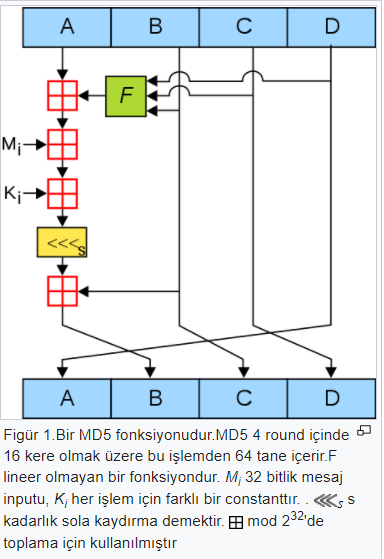 A B C D
F
Mᵢ
Kᵢ
<<<s
A B C D
Figür 1.Bir MD5 fonksiyonudur.MD5 4 round içinde
16 kere olmak üzere bu işlemden 64 tane içerir.F
lineer olmayan bir fonksiyondur. Mᵢ 32 bitlik mesaj
inputu, Kᵢ her işlem için farklı bir constanttır. . ⋘s s
kadarlık sola kaydırma demektir. ⊞ mod 2³²'de
toplama için kullanılmıştır